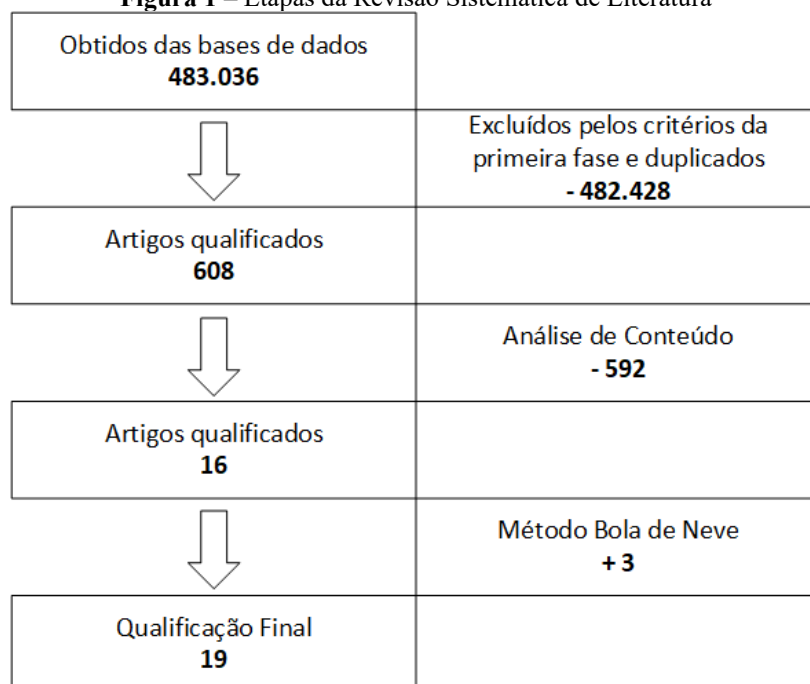 Figura 1 – Etapas da Revisão Sistemática de Literatura
Obtidos das bases de dados
483.036
Excluídos pelos critérios da
primeira fase e duplicados
- 482.428
Artigos qualificados
608
Análise de Conteúdo
- 592
Artigos qualificados
16
Método Bola de Neve
+ 3
Qualificação Final
19